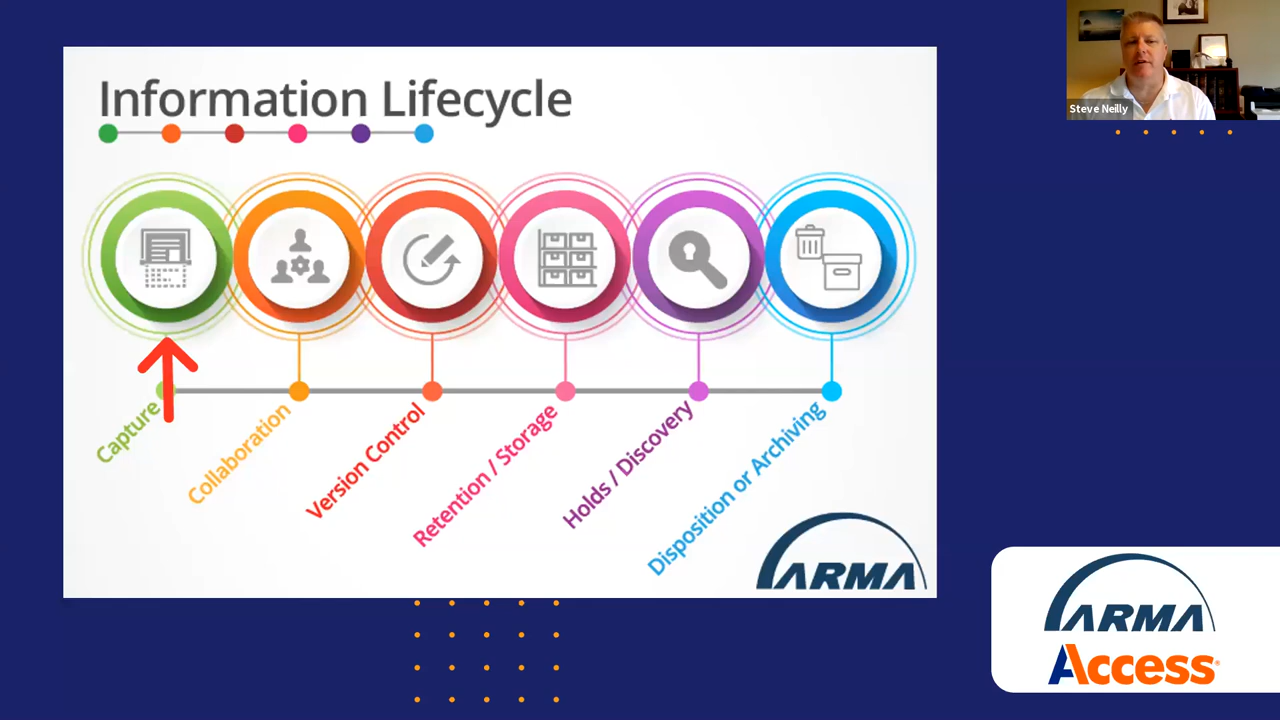 Information Lifecycle
Steve Neilly
Capture
Collaboration
Version Control
Retention / Storage
Holds / Discovery
Disposition or Archiving
ARMA
ARMA
Access®